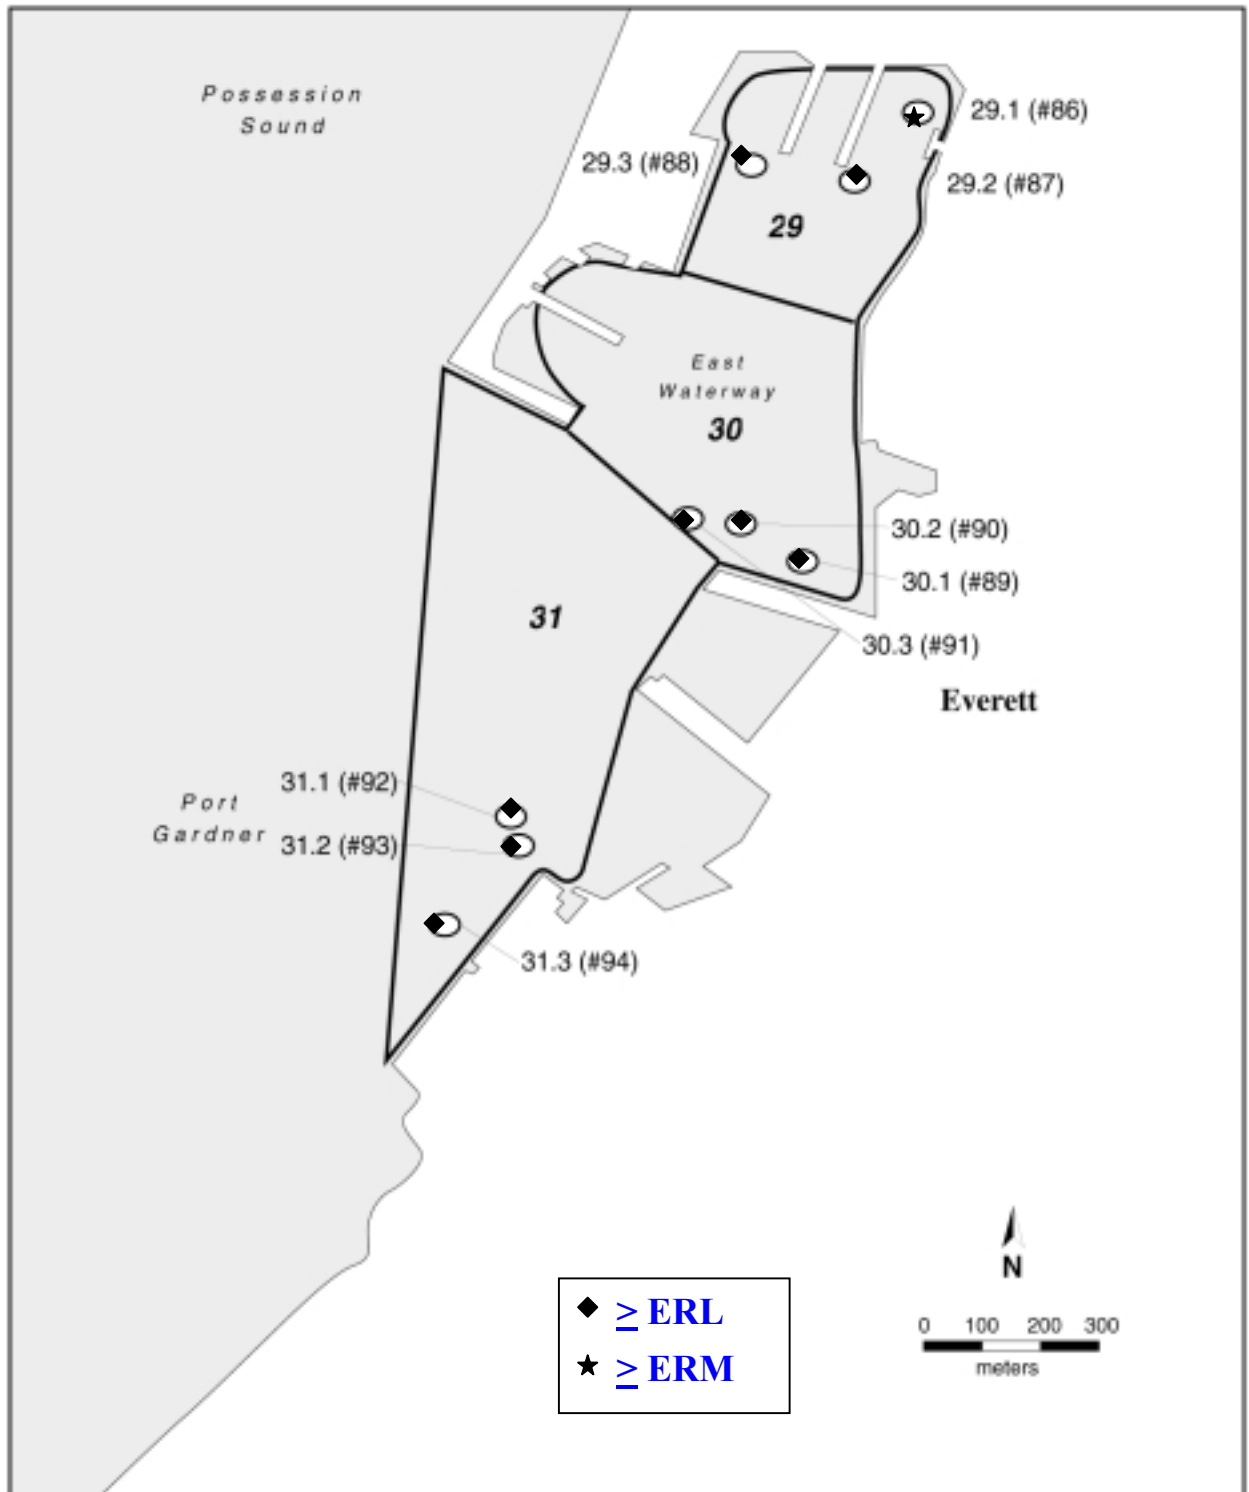 Possession
Sound
29.1 (#86)
29.3 (#88)
29.2 (#87)
29
East
Waterway
30
30.2 (#90)
30.1 (#89)
31
30.3 (#91)
Everett
31.1 (#92)
Port
Gardner
31.2 (#93)
31.3 (#94)
N
≥ ERL
≥ ERM
0 100 200 300
meters